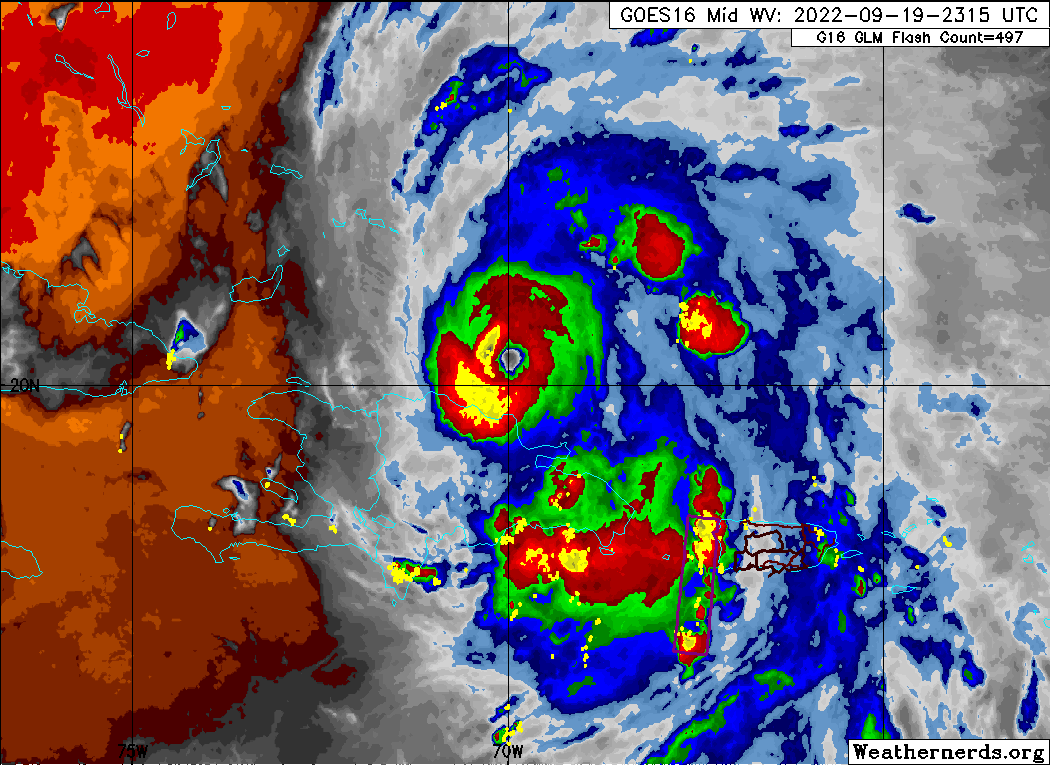 GOES16 Mid WV: 2022-09-19-2315 UTC
G16 GLM Flash Count=497
20N
75W
70W
Weathernerds.org